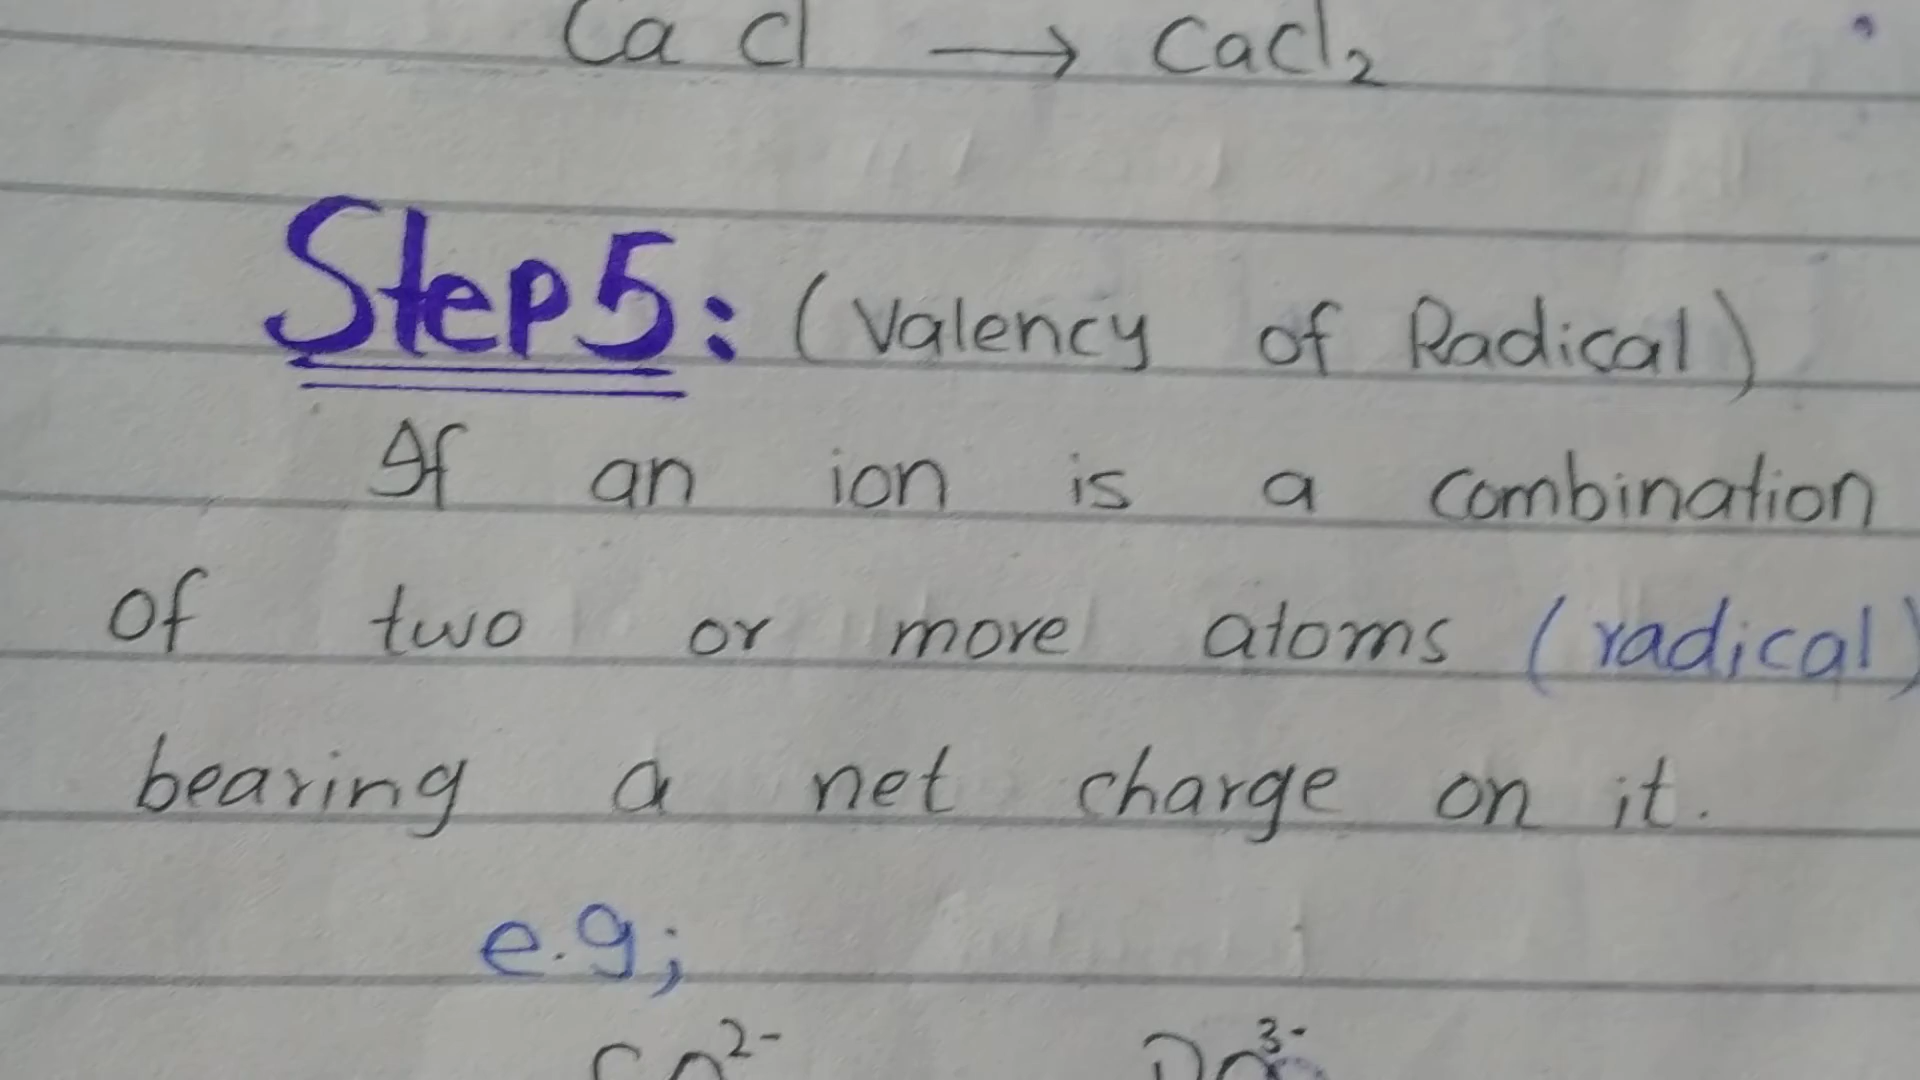 Ca Cl → CaCl₂
Step 5: (Valency of Radical)
If an ion is a combination
of two or more atoms (radical)
bearing a net charge on it.
e.g;